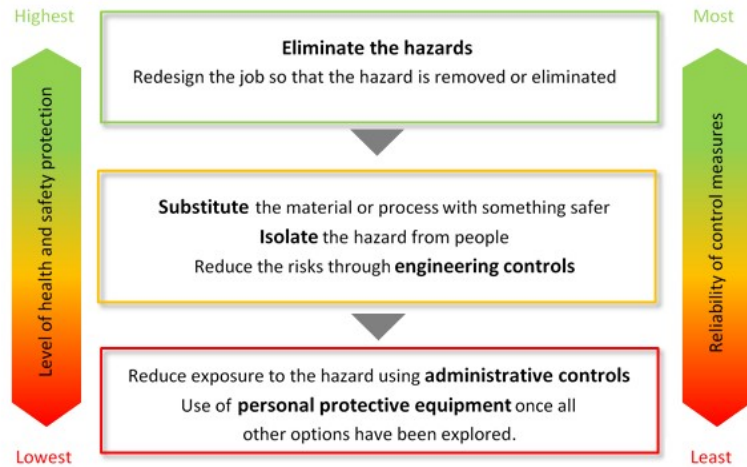 Highest
Most
Eliminate the hazards
Redesign the job so that the hazard is removed or eliminated
Level of health and safety protection
Reliability of control measures
Substitute the material or process with something safer
Isolate the hazard from people
Reduce the risks through engineering controls
Reduce exposure to the hazard using administrative controls
Use of personal protective equipment once all
other options have been explored.
Lowest
Least